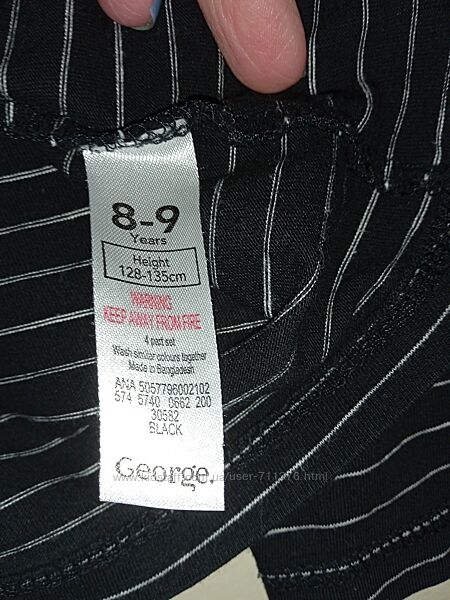 8-9
Years
Height
128-135cm
WARNING
KEEP AWAY FROM FIRE
4 part set
Wash similar colours together
Made in Bangladesh
ANA 5057796002102
574 5740 0662 200
30582
BLACK
George.